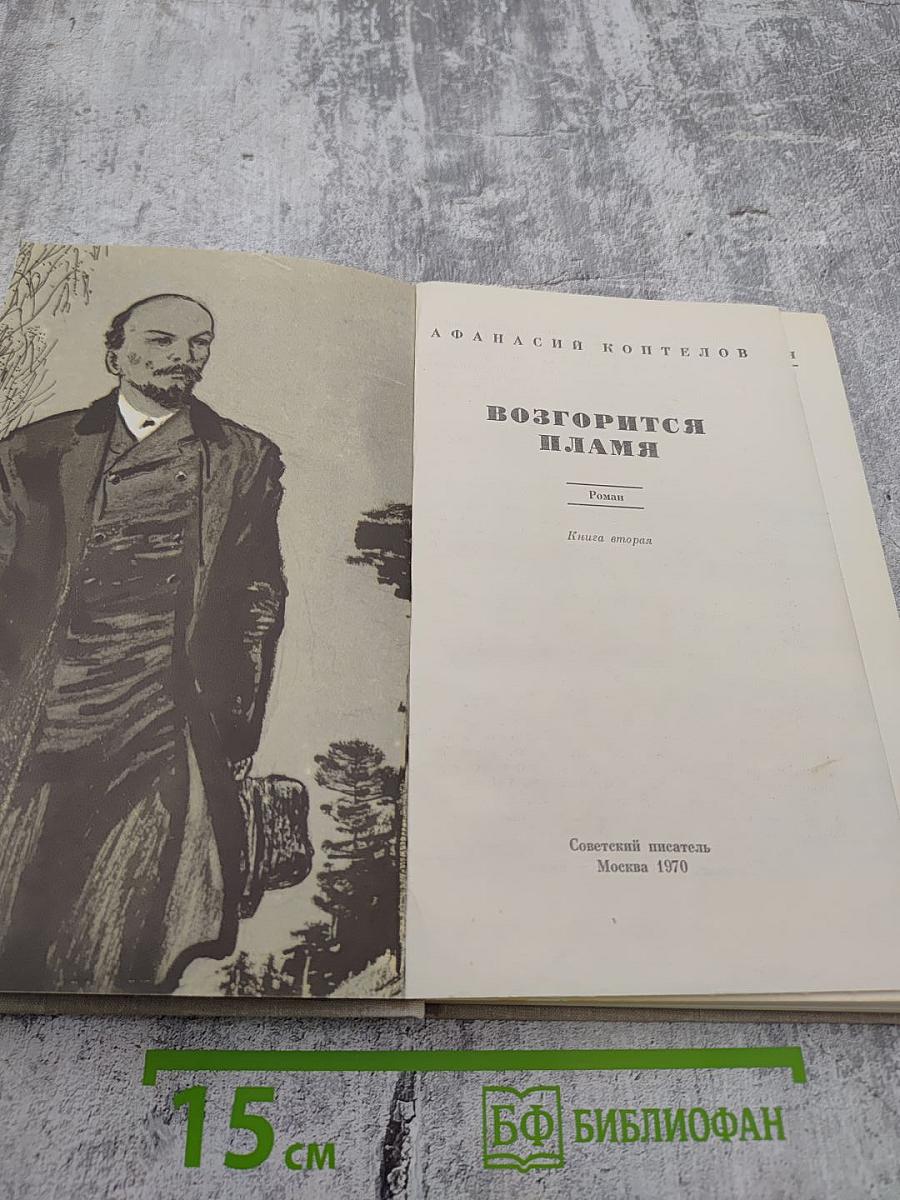 АФАНАСИЙ КОПТЕЛОВ
ВОЗГОРИТСЯ
ПЛАМЯ
Роман
Книга вторая
Советский писатель
Москва 1970
15 см
БФ БИБЛИОФАН